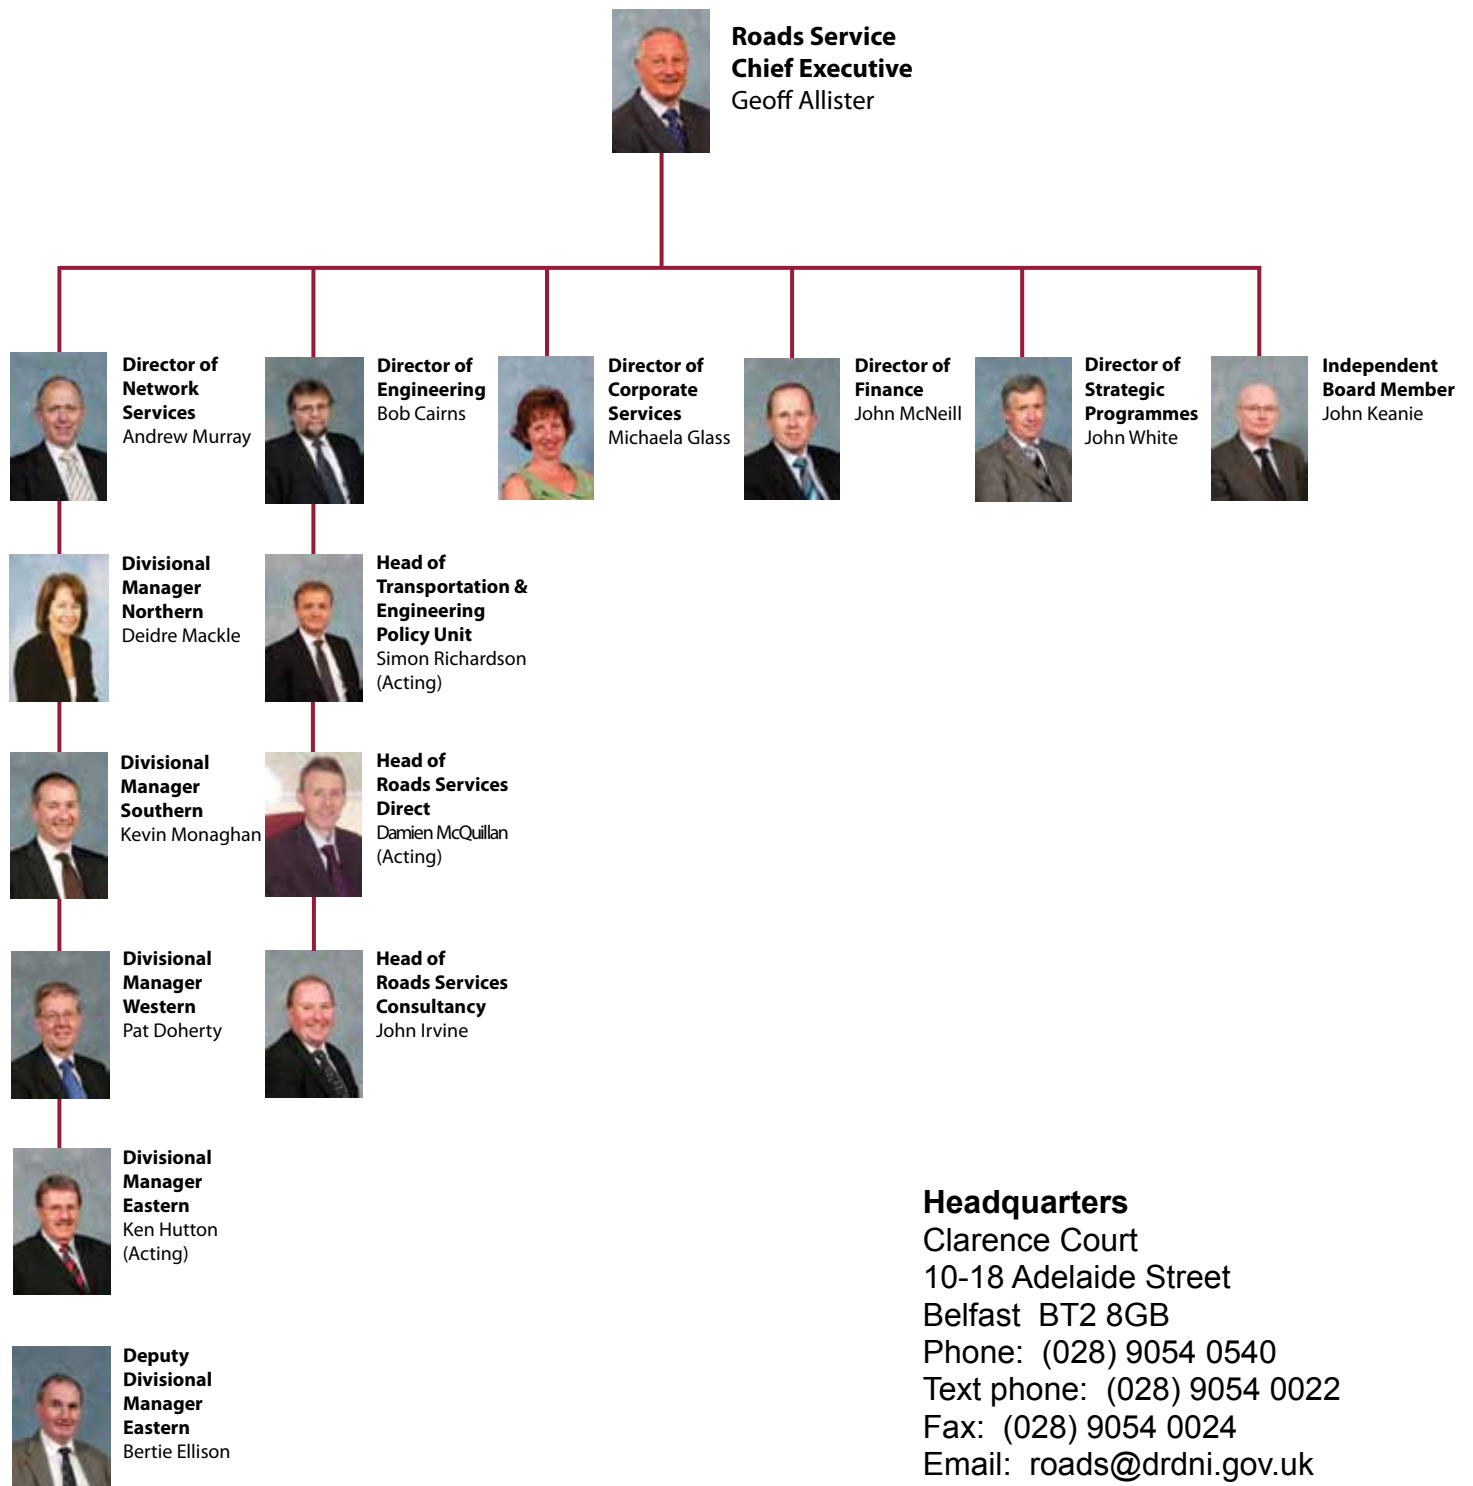 Roads Service
Chief Executive
Geoff Allister
Director of
Network
Services
Andrew Murray
Director of
Engineering
Bob Cairns
Director of
Corporate
Services
Michaela Glass
Director of
Finance
John McNeill
Director of
Strategic
Programmes
John White
Independent
Board Member
John Keanie
Divisional
Manager
Northern
Deidre Mackle
Head of
Transportation &
Engineering
Policy Unit
Simon Richardson
(Acting)
Divisional
Manager
Southern
Kevin Monaghan
Head of
Roads Services
Direct
Damien McQuillan
(Acting)
Divisional
Manager
Western
Pat Doherty
Head of
Roads Services
Consultancy
John Irvine
Divisional
Manager
Eastern
Ken Hutton
(Acting)
Deputy
Divisional
Manager
Eastern
Bertie Ellison
Headquarters
Clarence Court
10-18 Adelaide Street
Belfast BT2 8GB
Phone: (028) 9054 0540
Text phone: (028) 9054 0022
Fax: (028) 9054 0024
Email: roads@drdni.gov.uk